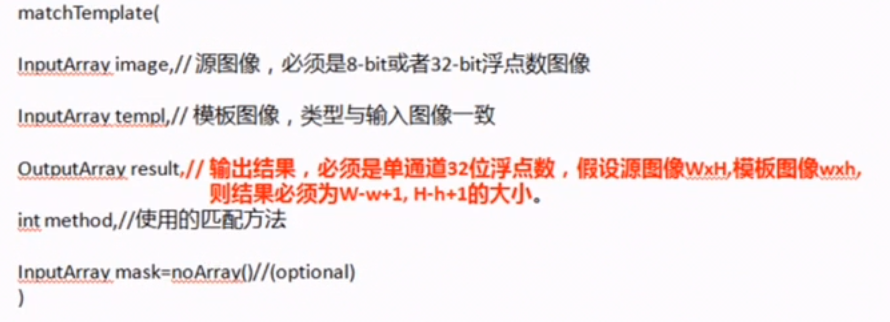 matchTemplate(
InputArray image,// 源图像，必须是8-bit或者32-bit浮点数图像
InputArray templ,// 模板图像，类型与输入图像一致
OutputArray result,// 输出结果，必须是单通道32位浮点数，假设源图像WxH,模板图像wxh,
则结果必须为W-w+1, H-h+1的大小。
int method,//使用的匹配方法
InputArray mask=noArray()//(optional)
)